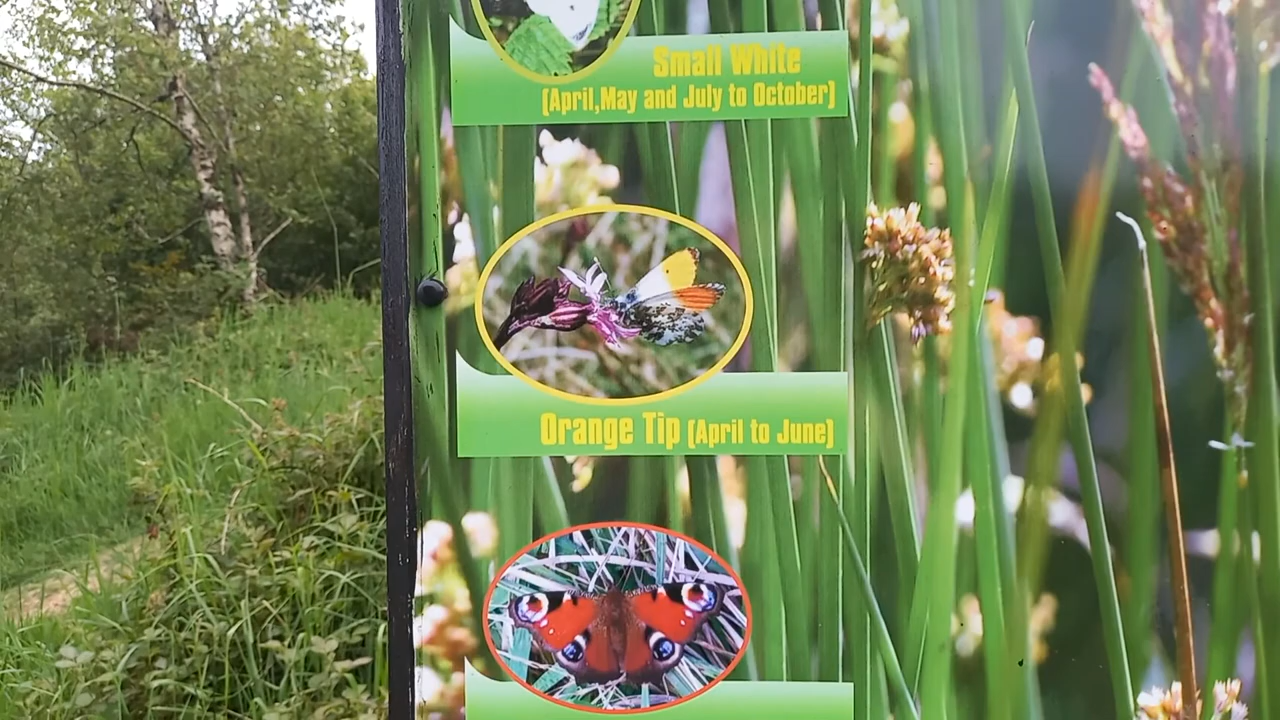 Small White
(April,May and July to October)
Orange Tip (April to June)